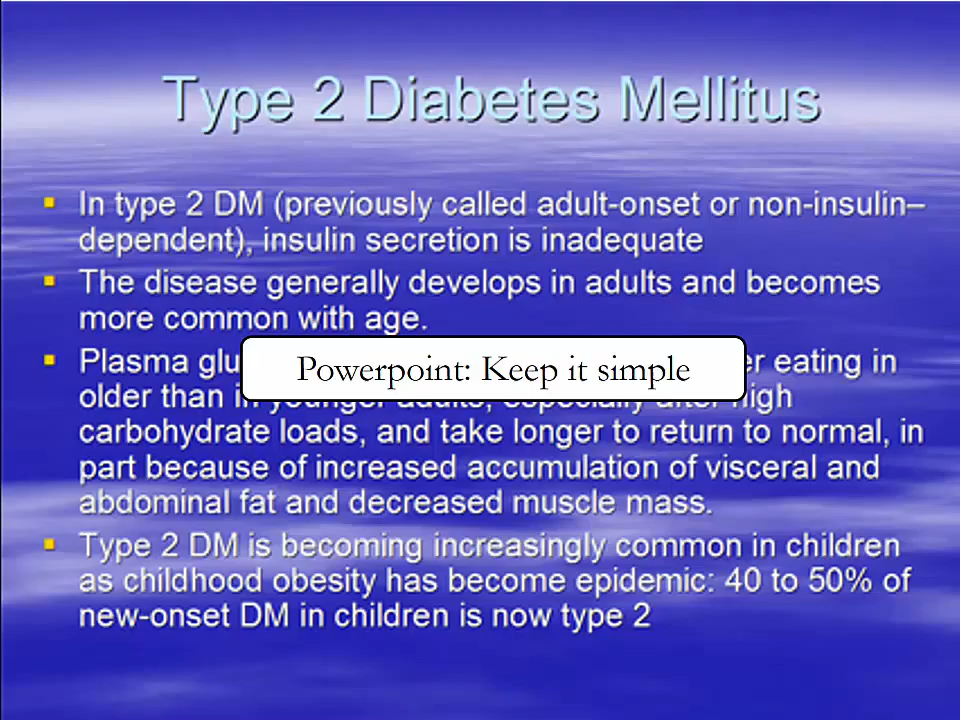 Type 2 Diabetes Mellitus
In type 2 DM (previously called adult-onset or non-insulin–
dependent), insulin secretion is inadequate
The disease generally develops in adults and becomes
more common with age.
Plasma glu er eating in
Powerpoint: Keep it simple
older than in younger adults, especially after high
carbohydrate loads, and take longer to return to normal, in
part because of increased accumulation of visceral and
abdominal fat and decreased muscle mass.
Type 2 DM is becoming increasingly common in children
as childhood obesity has become epidemic: 40 to 50% of
new-onset DM in children is now type 2